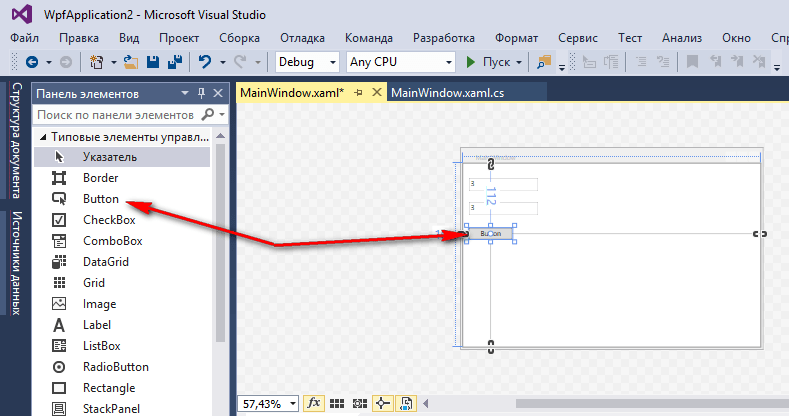 WpfApplication2 - Microsoft Visual Studio
Файл Правка Вид Проект Сборка Отладка Команда Разработка Формат Сервис Тест Анализ Окно Спр
Debug Any CPU Пуск
Структура документа
Источники данных
Панель элементов
Поиск по панели элементов
Типовые элементы управл...
Указатель
Border
Button
CheckBox
ComboBox
DataGrid
Grid
Image
Label
ListBox
RadioButton
Rectangle
StackPanel
MainWindow.xaml* MainWindow.xaml.cs
3
112
3
Button
57,43% fx